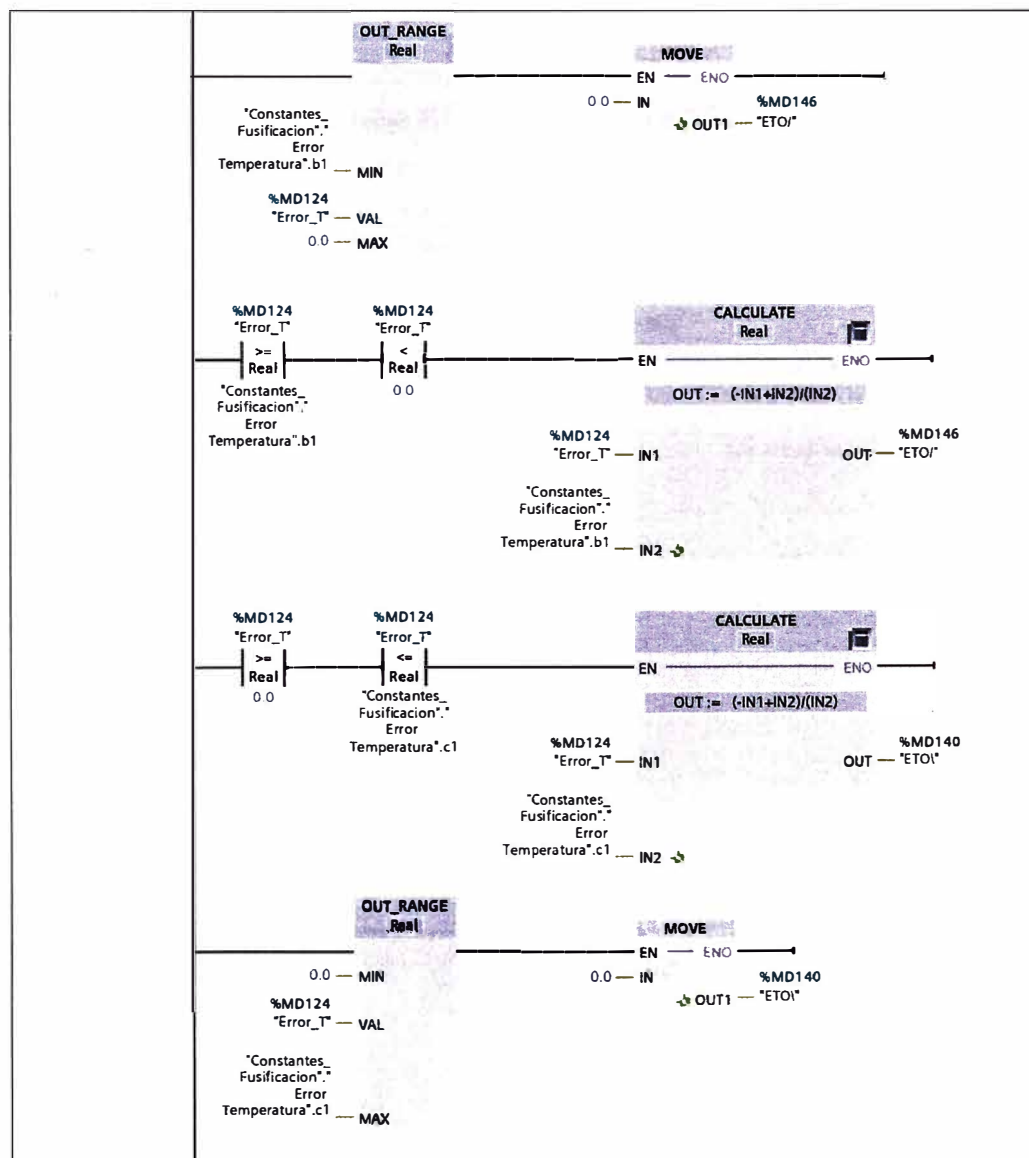 OUT_RANGE
Real
MOVE
EN ENO
0.0 IN
%MD146
OUT1 "ETO/"
"Constantes_
Fusificacion"."
Error
Temperatura".b1
MIN
%MD124
"Error_T" VAL
0.0 MAX
%MD124 %MD124
"Error_T" "Error_T"
>= <
Real Real
"Constantes_
Fusificacion"."
Error
Temperatura".b1
0.0
CALCULATE
Real
EN ENO
OUT := (-IN1+IN2)/(IN2)
%MD124
"Error_T" IN1
%MD146
OUT "ETO/"
"Constantes_
Fusificacion"."
Error
Temperatura".b1
IN2
%MD124 %MD124
"Error_T" "Error_T"
>= <=
Real Real
0.0
"Constantes_
Fusificacion"."
Error
Temperatura".c1
CALCULATE
Real
EN ENO
OUT := (-IN1+IN2)/(IN2)
%MD124
"Error_T" IN1
%MD140
OUT "ETO\"
"Constantes_
Fusificacion"."
Error
Temperatura".c1
IN2
OUT_RANGE
Real
MOVE
EN ENO
0.0 MIN
0.0 IN
%MD140
OUT1 "ETO\"
%MD124
"Error_T" VAL
"Constantes_
Fusificacion"."
Error
Temperatura".c1
MAX